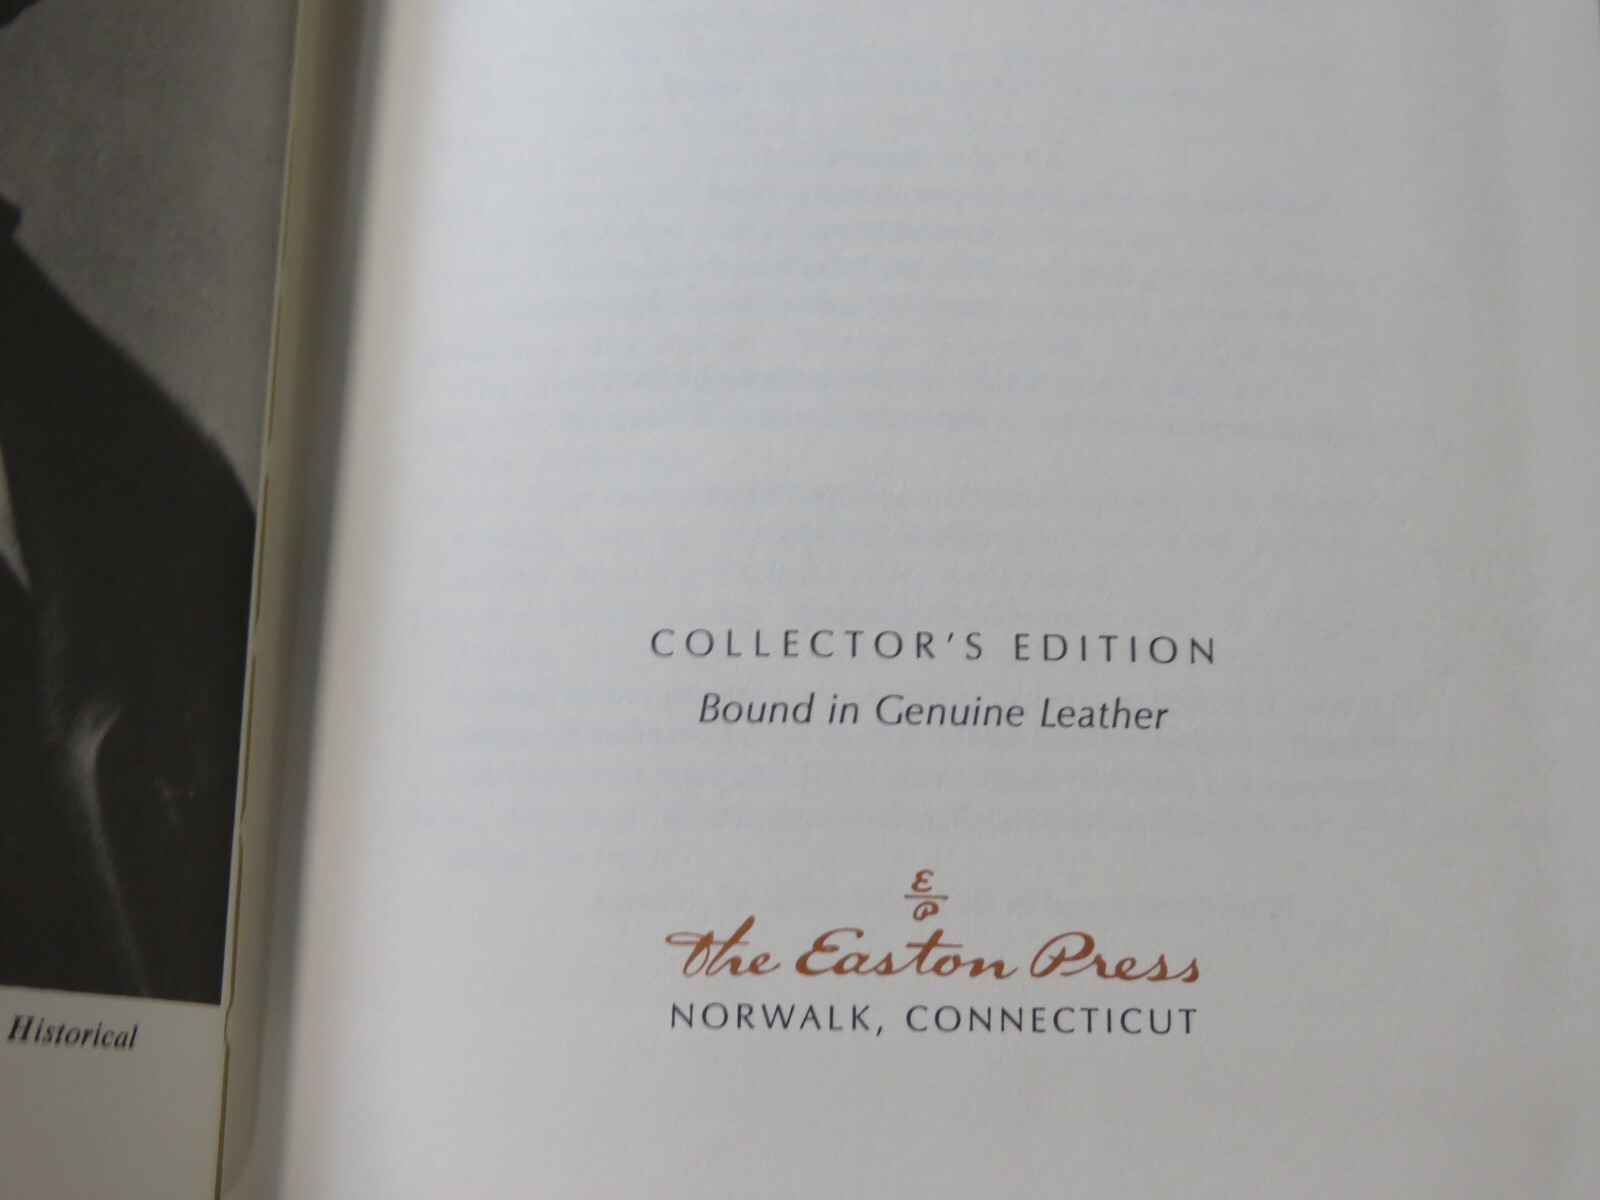 Historical
COLLECTOR'S EDITION
Bound in Genuine Leather
E
P
The Easton Press
NORWALK, CONNECTICUT